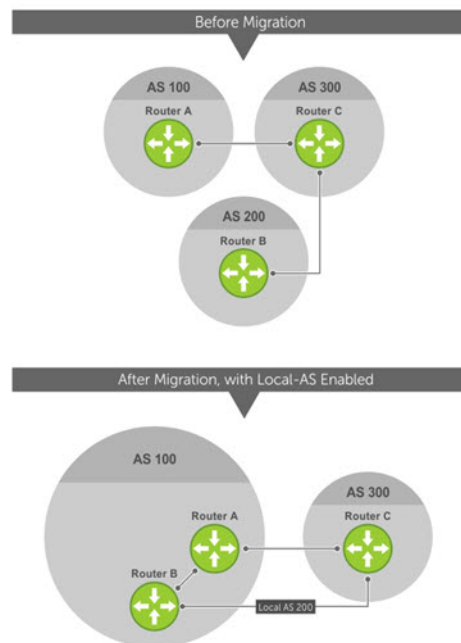 Before Migration
AS 100
AS 300
Router A
Router C
AS 200
Router B
After Migration, with Local-AS Enabled
AS 100
AS 300
Router A
Router C
Router B
Local AS 200